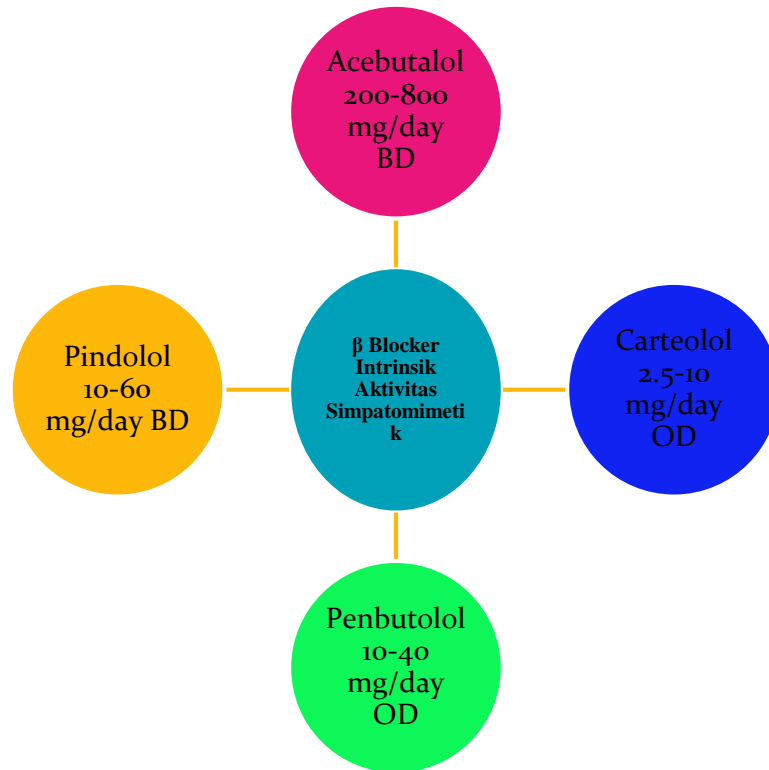 Acebutalol
200-800
mg/day
BD
Pindolol
10-60
mg/day BD
β Blocker
Intrinsik
Aktivitas
Simpatomimeti
k
Carteolol
2.5-10
mg/day
OD
Penbutolol
10-40
mg/day
OD